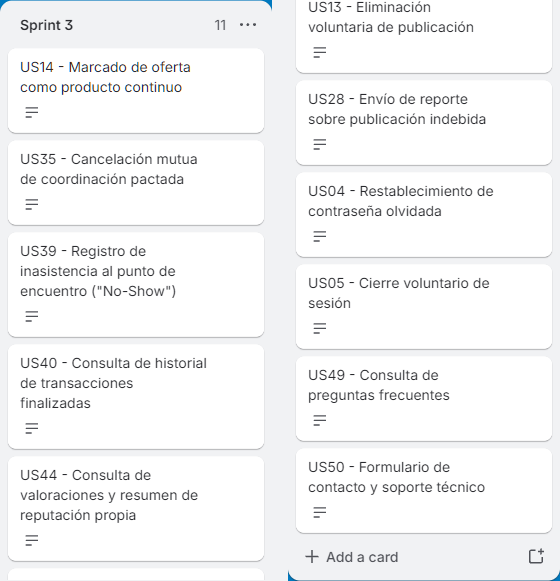 Sprint 3
11
US14 - Marcado de oferta
como producto continuo
US35 - Cancelación mutua
de coordinación pactada
US39 - Registro de
inasistencia al punto de
encuentro ("No-Show")
US40 - Consulta de historial
de transacciones
finalizadas
US44 - Consulta de
valoraciones y resumen de
reputación propia
US13 - Eliminación
voluntaria de publicación
US28 - Envío de reporte
sobre publicación indebida
US04 - Restablecimiento de
contraseña olvidada
US05 - Cierre voluntario de
sesión
US49 - Consulta de
preguntas frecuentes
US50 - Formulario de
contacto y soporte técnico
Add a card